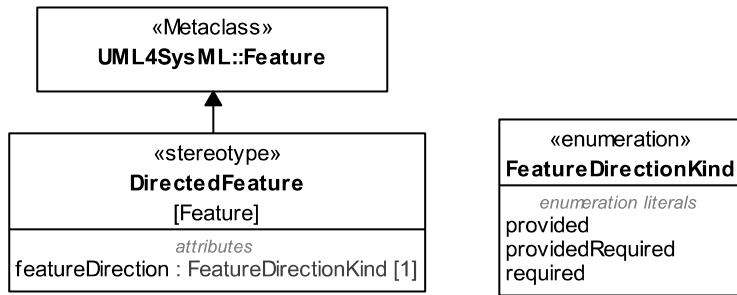 «Metaclass»
UML4SysML::Feature
«stereotype»
DirectedFeature
[Feature]
attributes
featureDirection : FeatureDirectionKind [1]
«enumeration»
FeatureDirectionKind
enumeration literals
provided
providedRequired
required